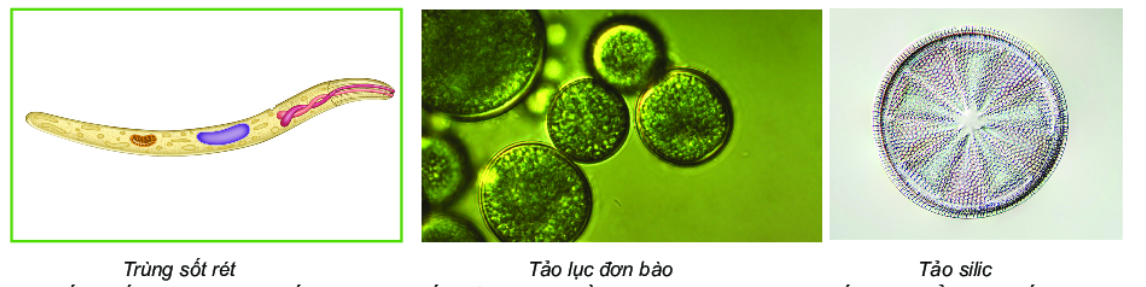 Trùng sốt rét
Tảo lục đơn bào
Tảo silic